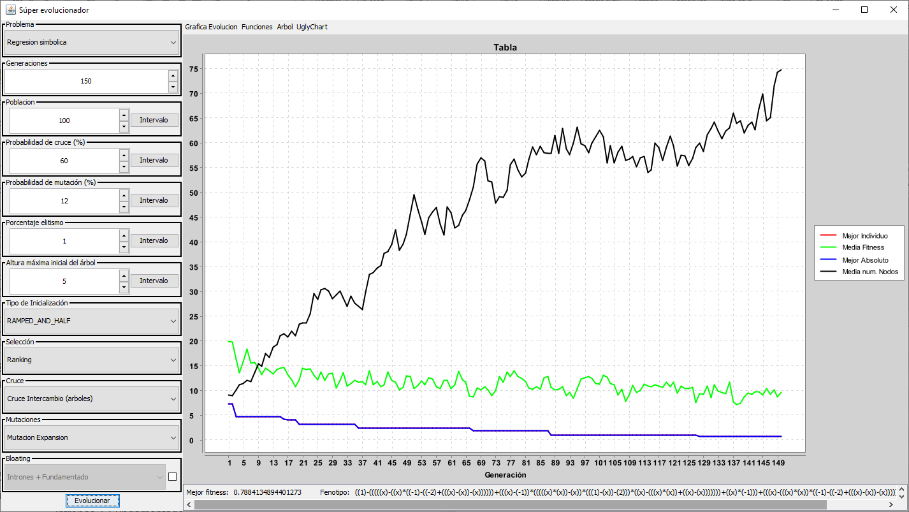 Súper evolucionador
Problema
Regresion simbolica
Generaciones
150
Poblacion
100
Intervalo
Probabilidad de cruce (%)
60
Intervalo
Probabilidad de mutación (%)
12
Intervalo
Porcentaje elitismo
1
Intervalo
Altura máxima inicial del árbol
5
Intervalo
Tipo de Inicialización
RAMPED_AND_HALF
Selección
Ranking
Cruce
Cruce Intercambio (arboles)
Mutaciones
Mutacion Expansion
Bloating
Intrones + Fundamentado
Evolucionar
Grafica Evolucion Funciones Arbol UglyChart
Tabla
75
70
65
60
55
50
45
40
35
30
25
20
15
10
5
0
1 5 9 13 17 21 25 29 33 37 41 45 49 53 57 61 65 69 73 77 81 85 89 93 97 101 105 109 113 117 121 125 129 133 137 141 145 149
Generación
Mejor Individuo
Media Fitness
Mejor Absoluto
Media num. Nodos
Mejor fitness: 0.7884134894401273 Fenotipo: